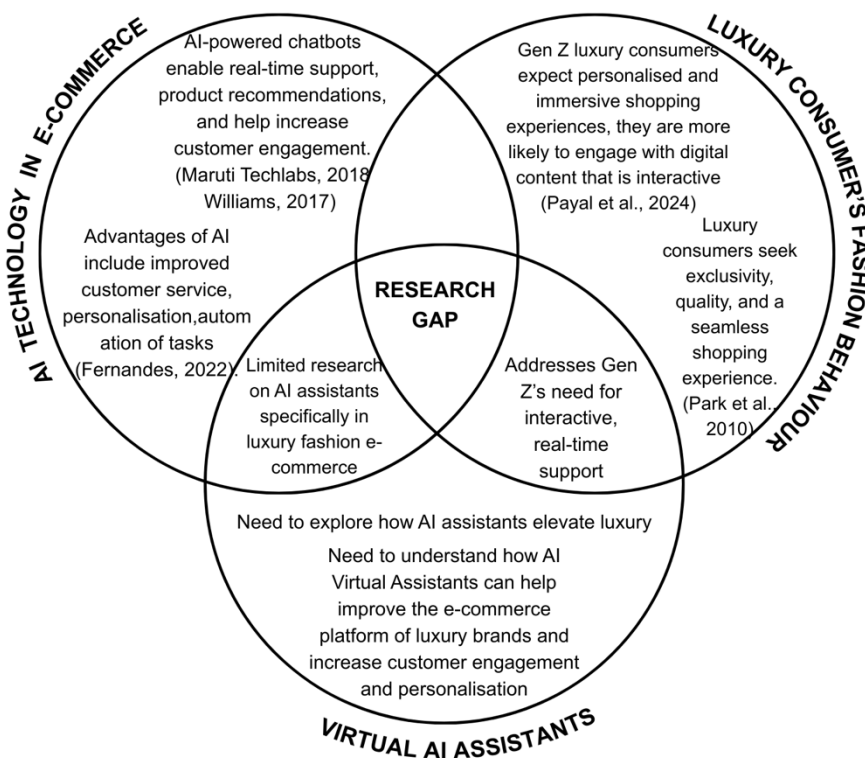 AI TECHNOLOGY IN E-COMMERCE
AI-powered chatbots
enable real-time support,
product recommendations,
and help increase
customer engagement.
(Maruti Techlabs, 2018
Williams, 2017)
Advantages of AI
include improved
customer service,
personalisation,autom
ation of tasks
(Fernandes, 2022).
LUXURY CONSUMER'S FASHION BEHAVIOUR
Gen Z luxury consumers
expect personalised and
immersive shopping
experiences, they are more
likely to engage with digital
content that is interactive
(Payal et al., 2024)
Luxury
consumers seek
exclusivity,
quality, and a
seamless
shopping
experience.
(Park et al.,
2010)
RESEARCH
GAP
Limited research
on AI assistants
specifically in
luxury fashion e-
commerce
Addresses Gen
Z's need for
interactive,
real-time
support
Need to explore how AI assistants elevate luxury
Need to understand how AI
Virtual Assistants can help
improve the e-commerce
platform of luxury brands and
increase customer engagement
and personalisation
VIRTUAL AI ASSISTANTS